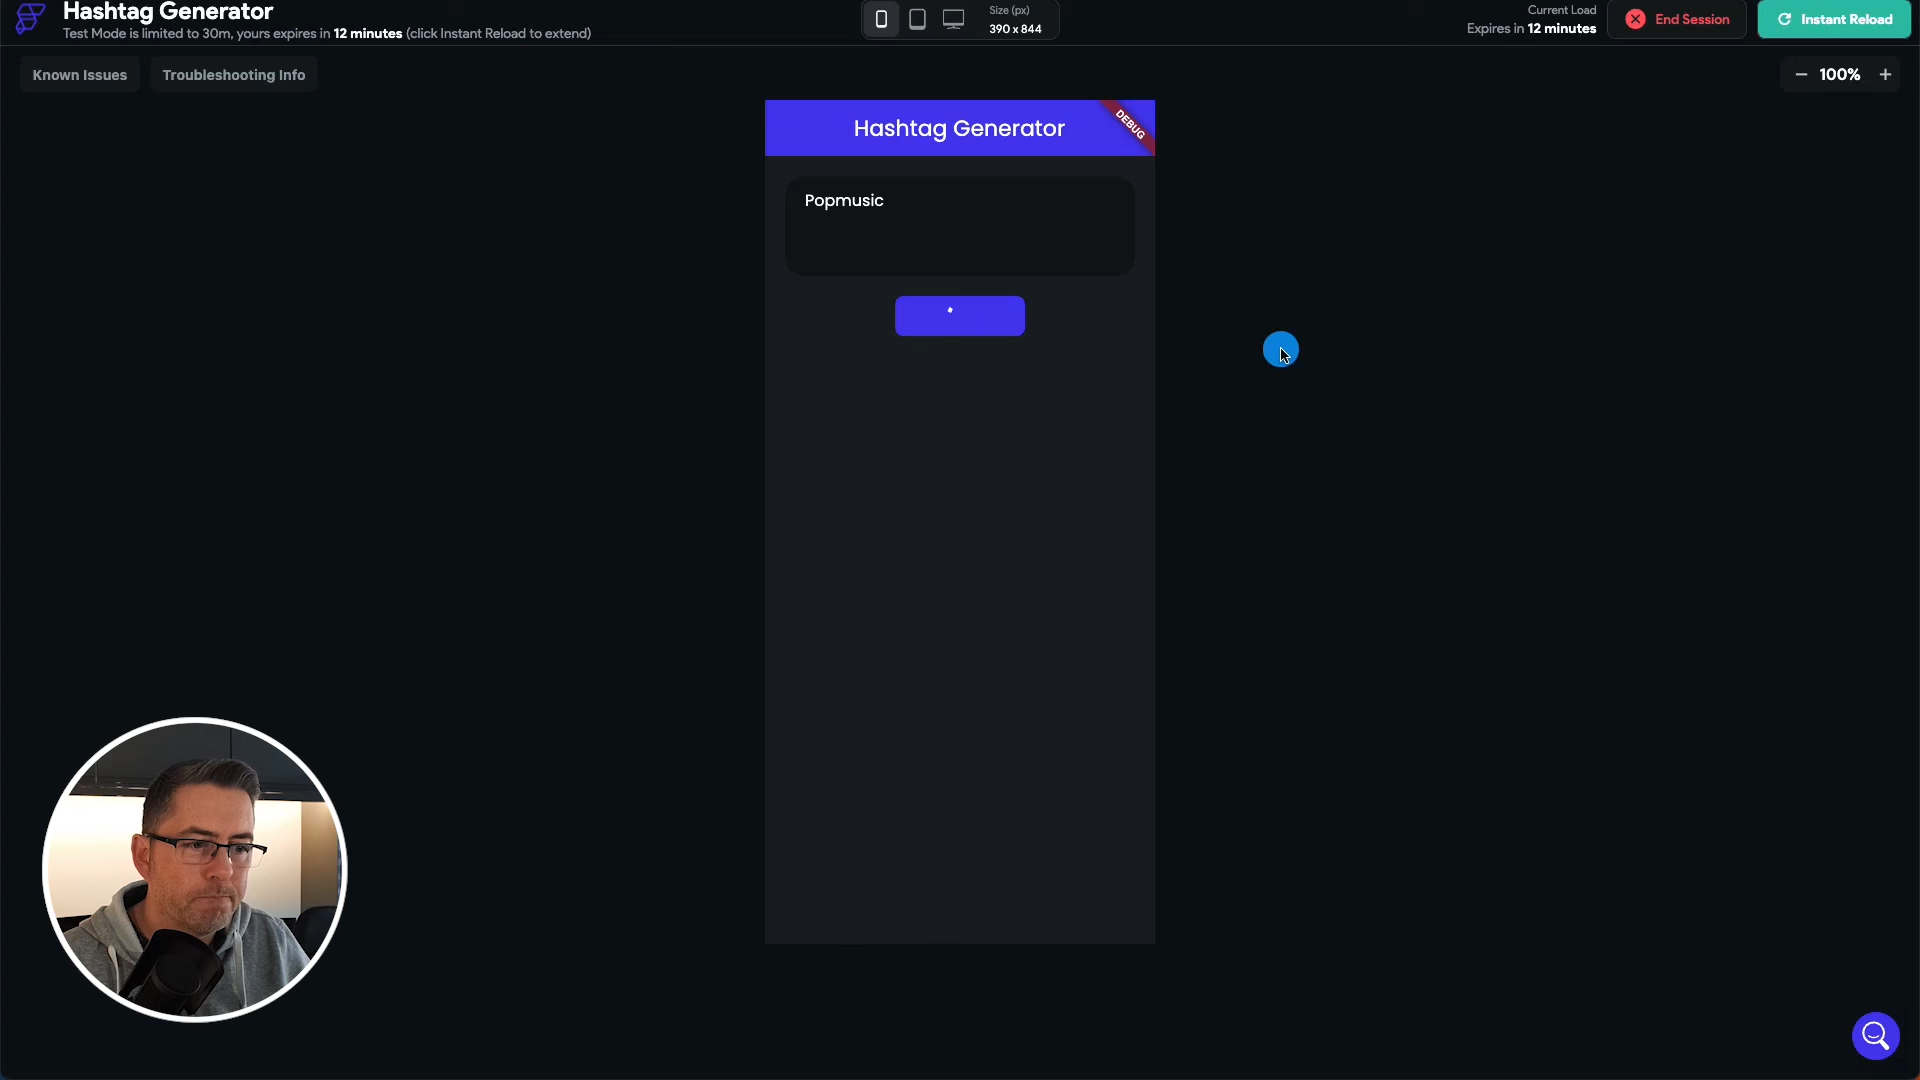 Hashtag Generator
Test Mode is limited to 30m, yours expires in 12 minutes (click Instant Reload to extend)
Size (px)
390 x 844
Current Load
Expires in 12 minutes
End Session
Instant Reload
Known Issues
Troubleshooting Info
100%
Hashtag Generator
DEBUG
Popmusic